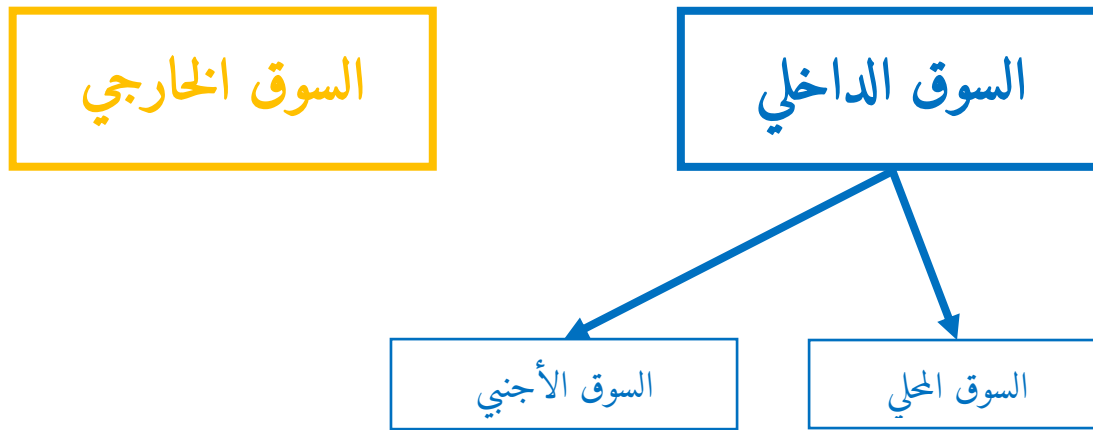 السوق الداخلي
السوق الخارجي
السوق المحلي
السوق الأجنبي